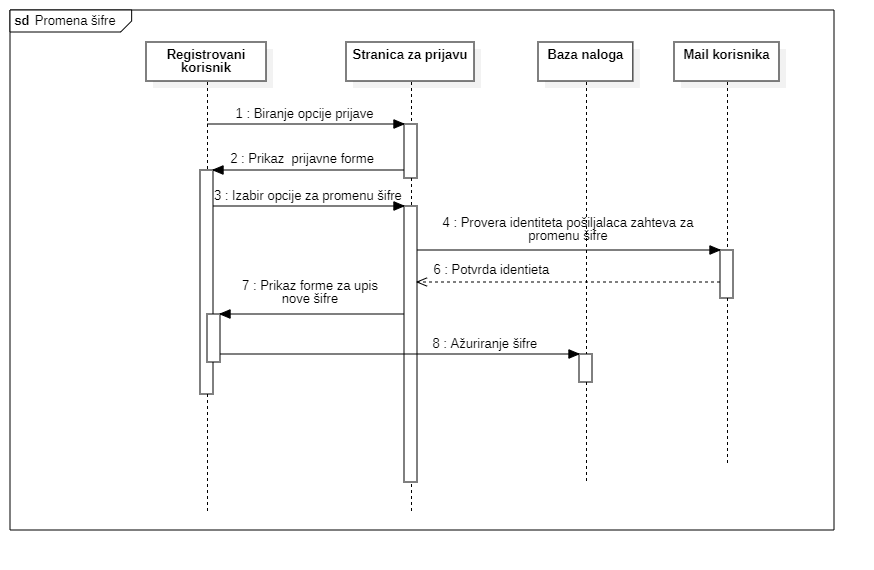 sd Promena šifre
Registrovani
korisnik
Stranica za prijavu
Baza naloga
Mail korisnika
1 : Biranje opcije prijave
2 : Prikaz  prijavne forme
3 : Izabir opcije za promenu šifre
4 : Provera identiteta pošiljalaca zahteva za
promenu šifre
6 : Potvrda identieta
7 : Prikaz forme za upis
nove šifre
8 : Ažuriranje šifre